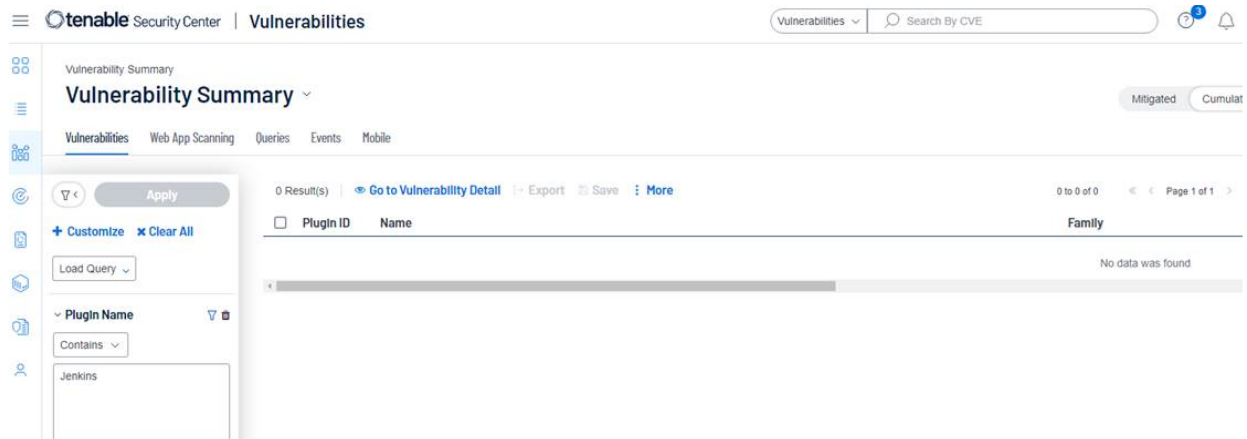 tenable Security Center | Vulnerabilities
Vulnerabilities
Search By CVE
3
Vulnerability Summary
Vulnerability Summary
Mitigated
Cumulat
Vulnerabilities Web App Scanning Queries Events Mobile
Apply
0 Result(s) Go to Vulnerability Detail Export Save More
0 to 0 of 0 Page 1 of 1
Plugin ID Name Family
+ Customize × Clear All
No data was found
Load Query
Plugin Name
Contains
Jenkins